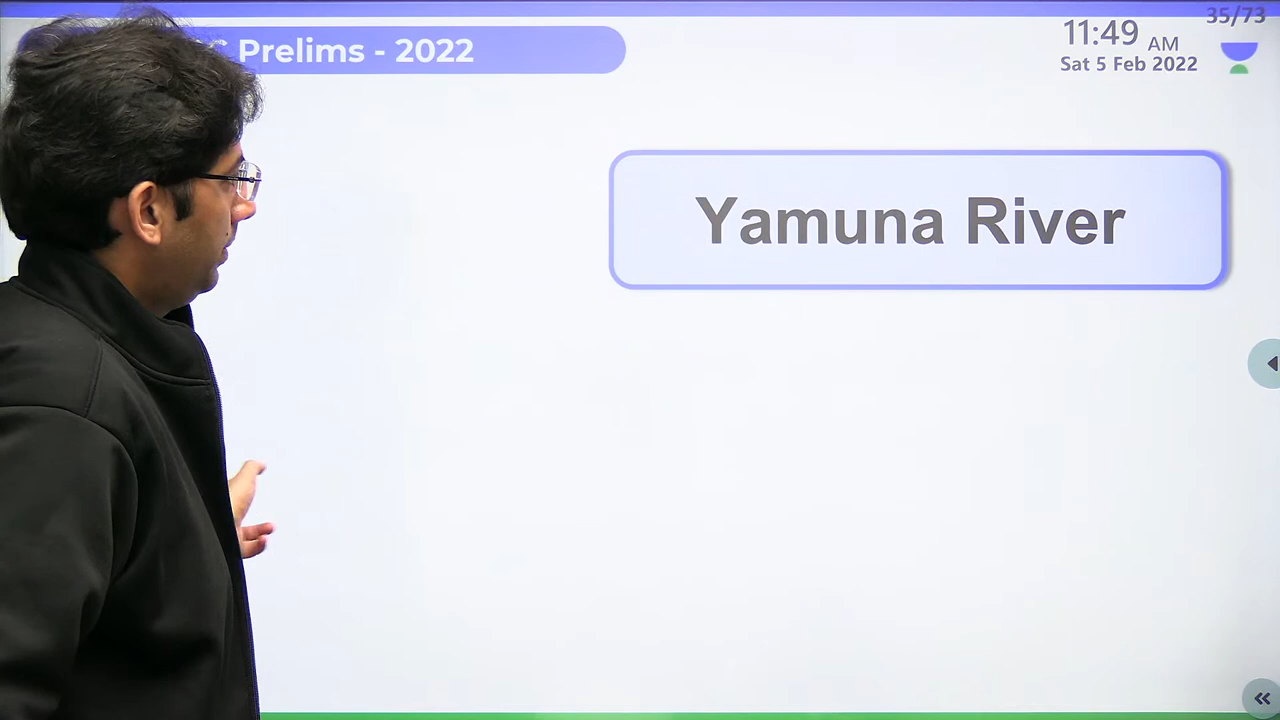 Prelims - 2022
35/73
11:49 AM
Sat 5 Feb 2022
Yamuna River